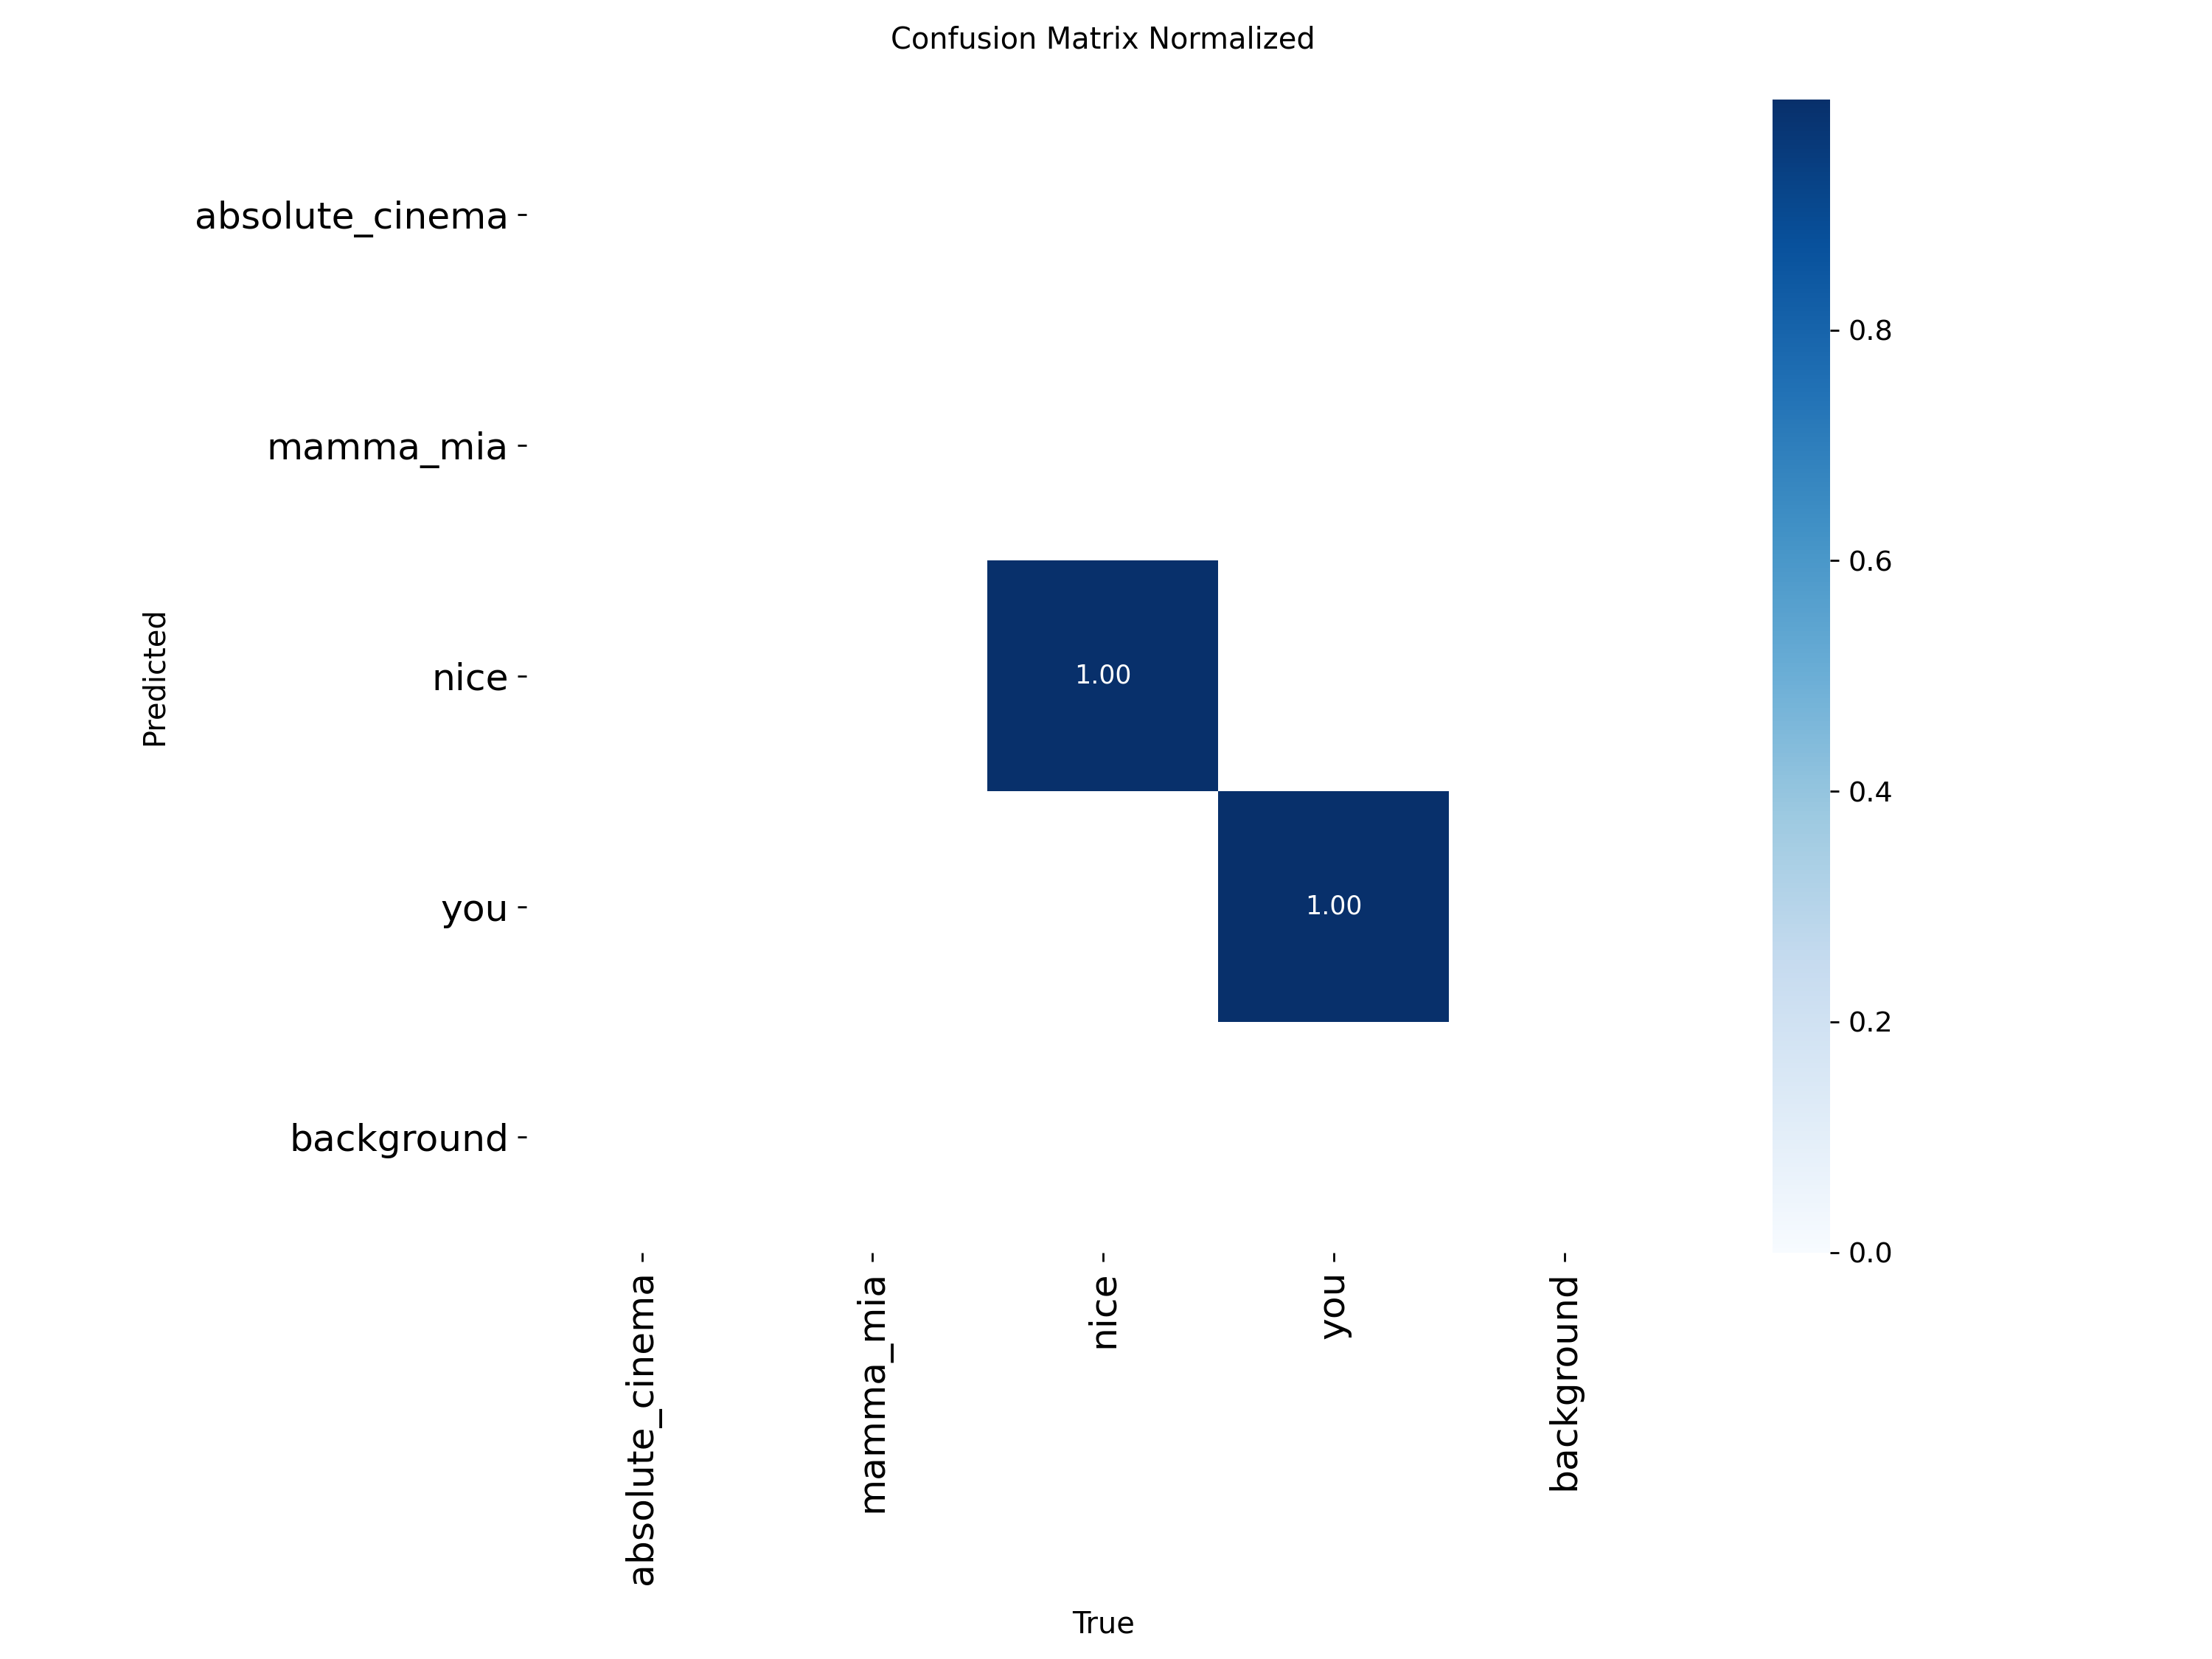 Confusion Matrix Normalized
absolute_cinema
mamma_mia
nice
you
background
Predicted
1.00
1.00
0.8
0.6
0.4
0.2
0.0
absolute_cinema
mamma_mia
nice
you
background
True